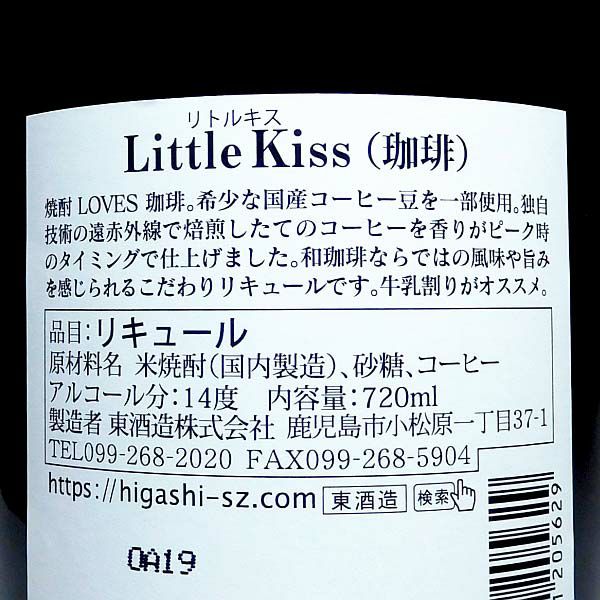 リトルキス
Little Kiss（珈琲）
焼酎 LOVES 珈琲。希少な国産コーヒー豆を一部使用。独自
技術の遠赤外線で焙煎したてのコーヒーを香りがピーク時
のタイミングで仕上げました。和珈琲ならではの風味や旨み
を感じられるこだわりリキュールです。牛乳割りがオススメ。
品目：リキュール
原材料名 米焼酎（国内製造）、砂糖、コーヒー
アルコール分：14度 内容量：720ml
製造者 東酒造株式会社 鹿児島市小松原一丁目37-1
TEL099-268-2020 FAX099-268-5904
https://higashi-sz.com 東酒造 検索
OA19
205629